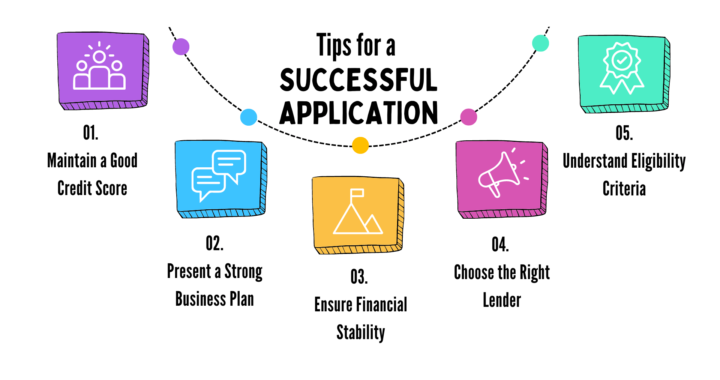 Tips for a
SUCCESSFUL
APPLICATION
01.
Maintain a Good
Credit Score
02.
Present a Strong
Business Plan
03.
Ensure Financial
Stability
04.
Choose the Right
Lender
05.
Understand Eligibility
Criteria